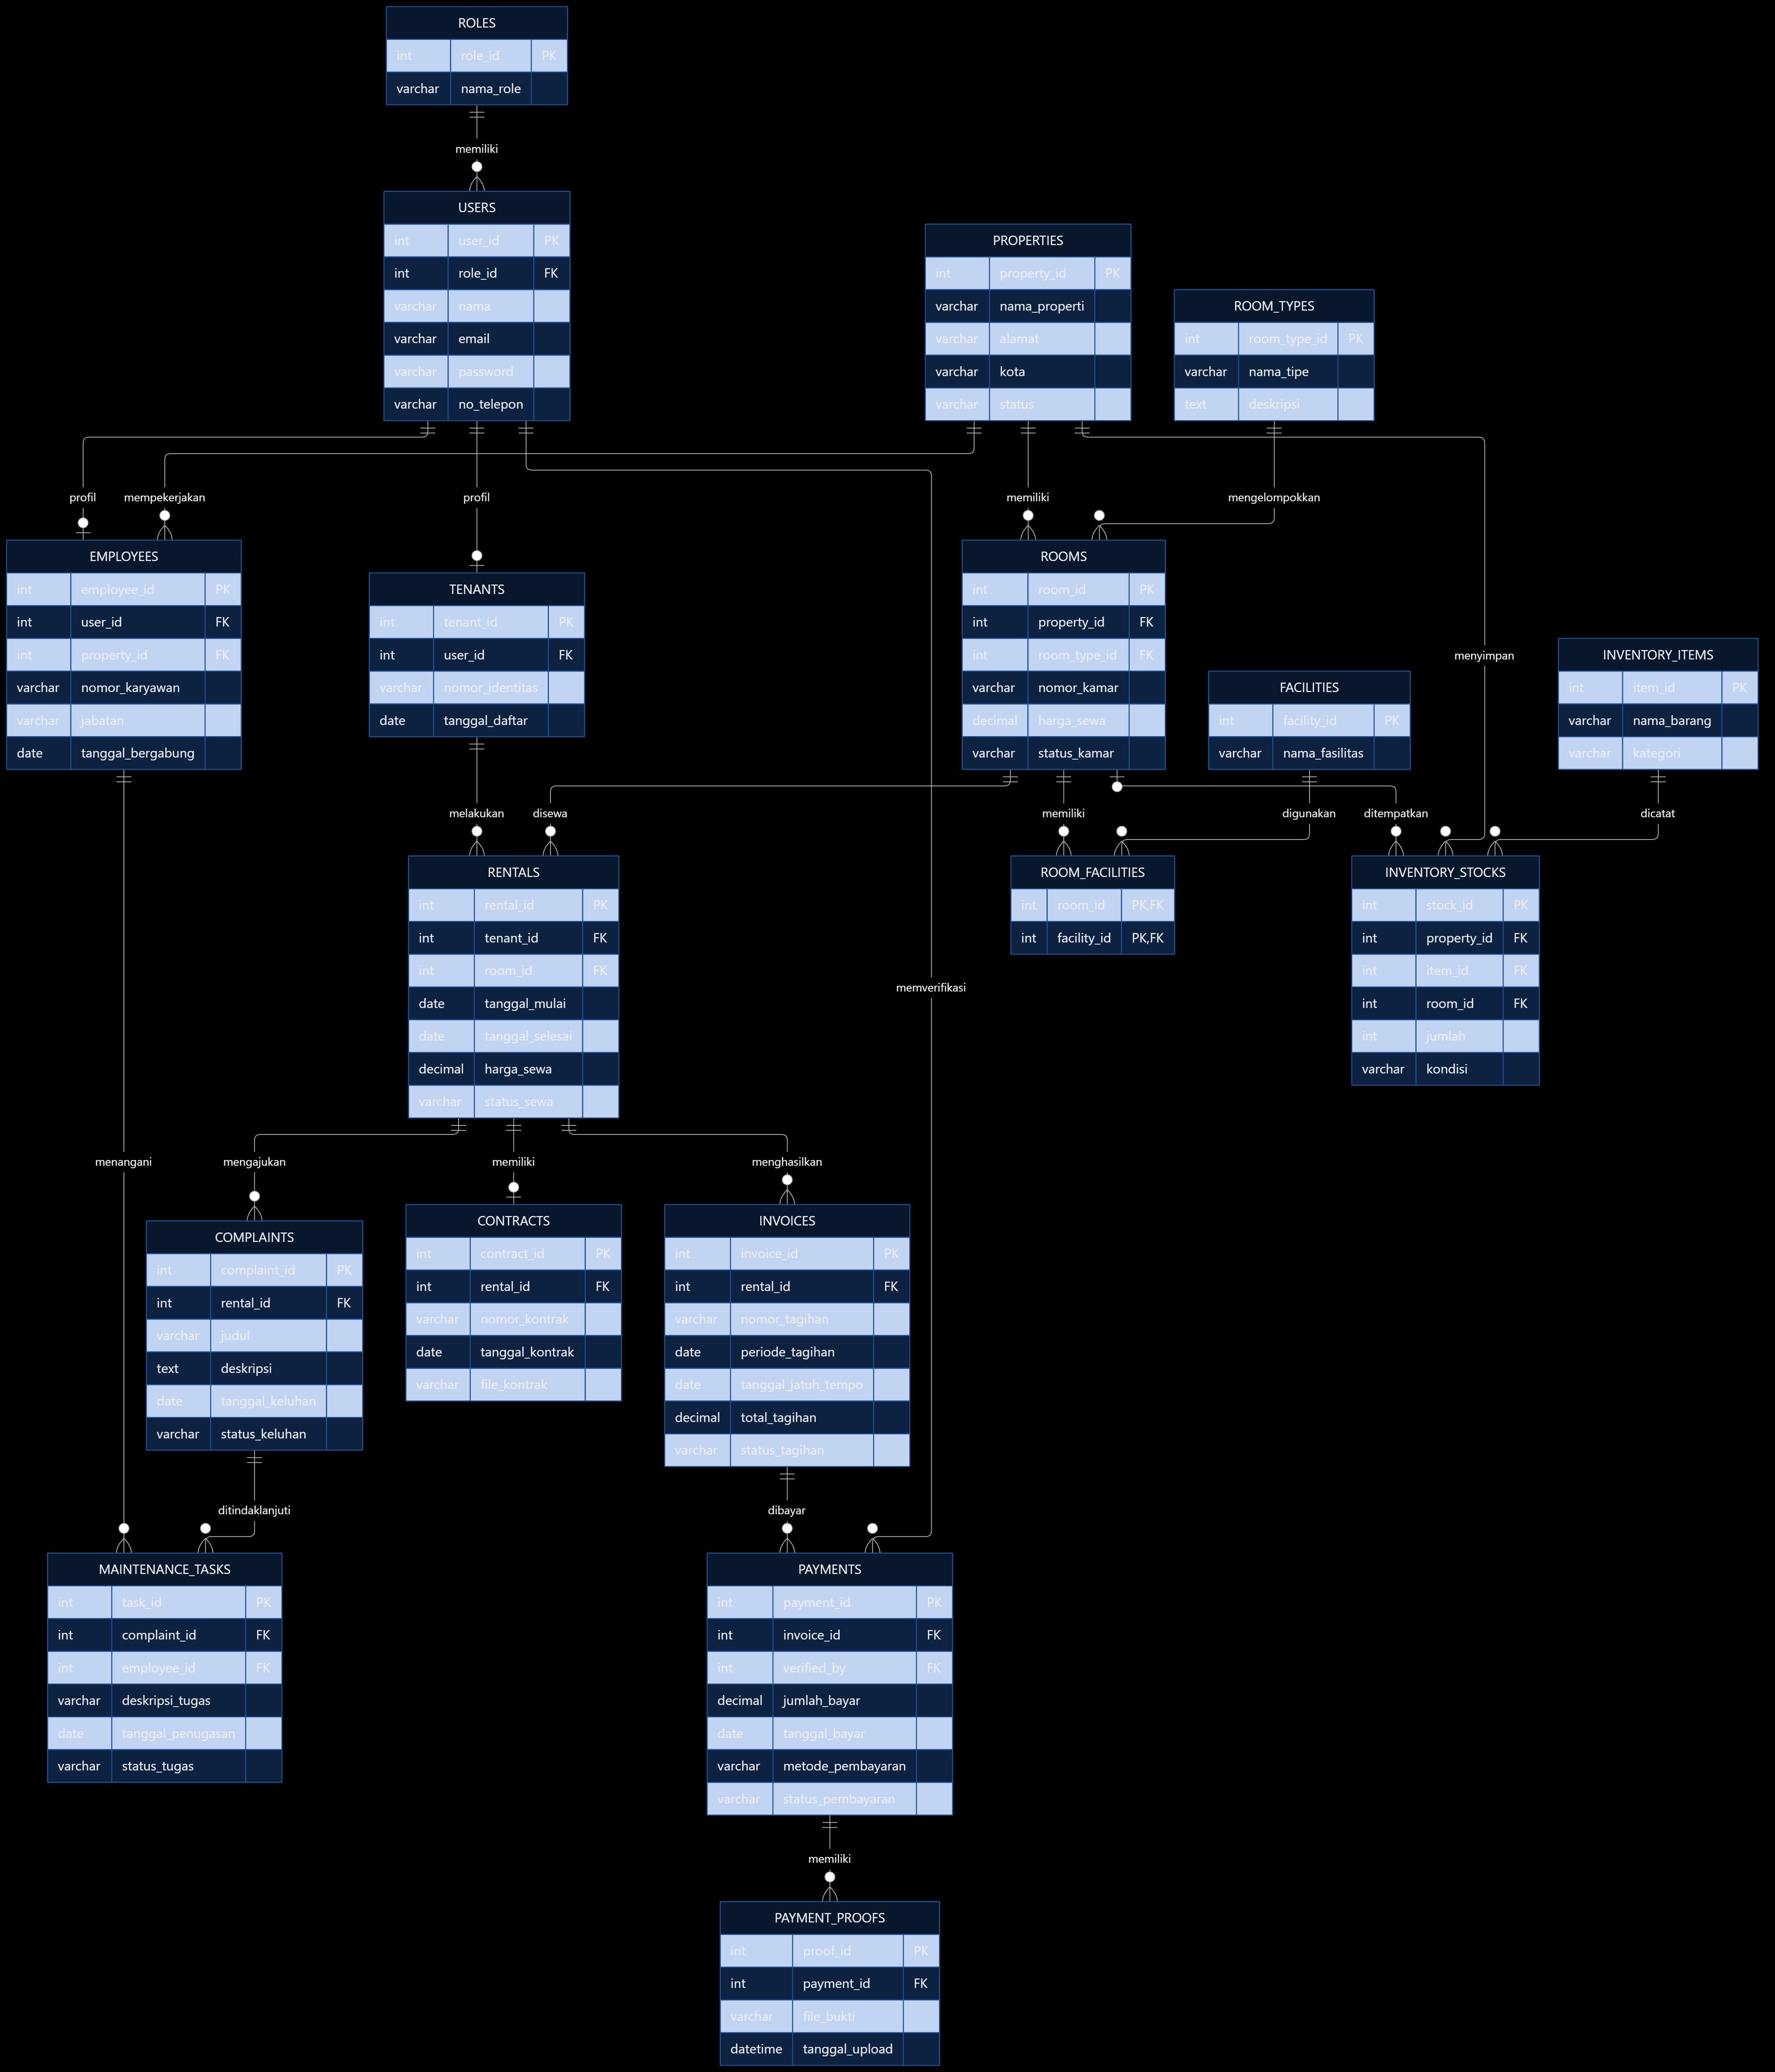 ROLES
int role_id PK
varchar nama_role
memiliki
USERS
int user_id PK
int role_id FK
varchar nama
varchar email
varchar password
varchar no_telepon
PROPERTIES
int property_id PK
varchar nama_properti
varchar alamat
varchar kota
varchar status
ROOM_TYPES
int room_type_id PK
varchar nama_tipe
text deskripsi
profil
mempekerjakan
profil
memiliki
mengelompokkan
EMPLOYEES
int employee_id PK
int user_id FK
int property_id FK
varchar nomor_karyawan
varchar jabatan
date tanggal_bergabung
TENANTS
int tenant_id PK
int user_id FK
varchar nomor_identitas
date tanggal_daftar
ROOMS
int room_id PK
int property_id FK
int room_type_id FK
varchar nomor_kamar
decimal harga_sewa
varchar status_kamar
menyimpan
FACILITIES
int facility_id PK
varchar nama_fasilitas
INVENTORY_ITEMS
int item_id PK
varchar nama_barang
varchar kategori
melakukan
disewa
memiliki
digunakan
ditempatkan
dicatat
RENTALS
int rental_id PK
int tenant_id FK
int room_id FK
date tanggal_mulai
date tanggal_selesai
decimal harga_sewa
varchar status_sewa
ROOM_FACILITIES
int room_id PK,FK
int facility_id PK,FK
INVENTORY_STOCKS
int stock_id PK
int property_id FK
int item_id FK
int room_id FK
int jumlah
varchar kondisi
memverifikasi
menangani
mengajukan
memiliki
menghasilkan
COMPLAINTS
int complaint_id PK
int rental_id FK
varchar judul
text deskripsi
date tanggal_keluhan
varchar status_keluhan
CONTRACTS
int contract_id PK
int rental_id FK
varchar nomor_kontrak
date tanggal_kontrak
varchar file_kontrak
INVOICES
int invoice_id PK
int rental_id FK
varchar nomor_tagihan
date periode_tagihan
date tanggal_jatuh_tempo
decimal total_tagihan
varchar status_tagihan
ditindaklanjuti
dibayar
MAINTENANCE_TASKS
int task_id PK
int complaint_id FK
int employee_id FK
varchar deskripsi_tugas
date tanggal_penugasan
varchar status_tugas
PAYMENTS
int payment_id PK
int invoice_id FK
int verified_by FK
decimal jumlah_bayar
date tanggal_bayar
varchar metode_pembayaran
varchar status_pembayaran
memiliki
PAYMENT_PROOFS
int proof_id PK
int payment_id FK
varchar file_bukti
datetime tanggal_upload